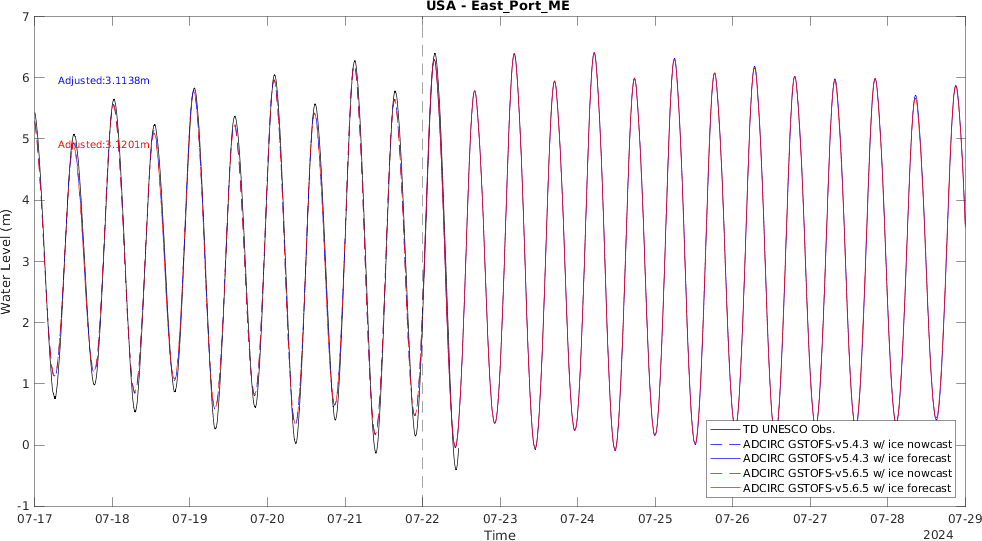 USA - East_Port_ME
7
6
5
4
3
2
1
0
-1
Water Level (m)
Adjusted:3.1138m
Adjusted:3.1201m
TD UNESCO Obs.
ADCIRC GSTOFS-v5.4.3 w/ ice nowcast
ADCIRC GSTOFS-v5.4.3 w/ ice forecast
ADCIRC GSTOFS-v5.6.5 w/ ice nowcast
ADCIRC GSTOFS-v5.6.5 w/ ice forecast
07-17 07-18 07-19 07-20 07-21 07-22 07-23 07-24 07-25 07-26 07-27 07-28 07-29
Time
2024